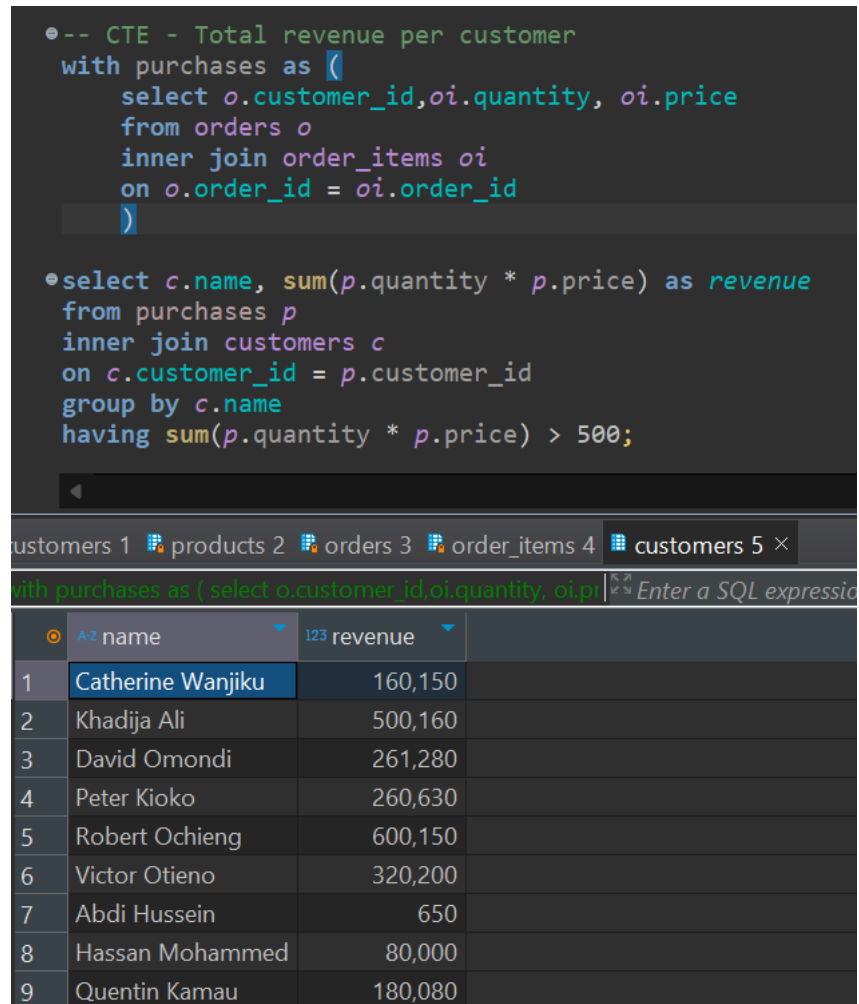 -- CTE - Total revenue per customer
with purchases as (
select o.customer_id,oi.quantity, oi.price
from orders o
inner join order_items oi
on o.order_id = oi.order_id
)
select c.name, sum(p.quantity * p.price) as revenue
from purchases p
inner join customers c
on c.customer_id = p.customer_id
group by c.name
having sum(p.quantity * p.price) > 500;
ustomers 1 products 2 orders 3 order_items 4 customers 5 ×
with purchases as ( select o.customer_id,oi.quantity, oi.pr Enter a SQL expressio
A-Z name 123 revenue
1 Catherine Wanjiku 160,150
2 Khadija Ali 500,160
3 David Omondi 261,280
4 Peter Kioko 260,630
5 Robert Ochieng 600,150
6 Victor Otieno 320,200
7 Abdi Hussein 650
8 Hassan Mohammed 80,000
9 Quentin Kamau 180,080